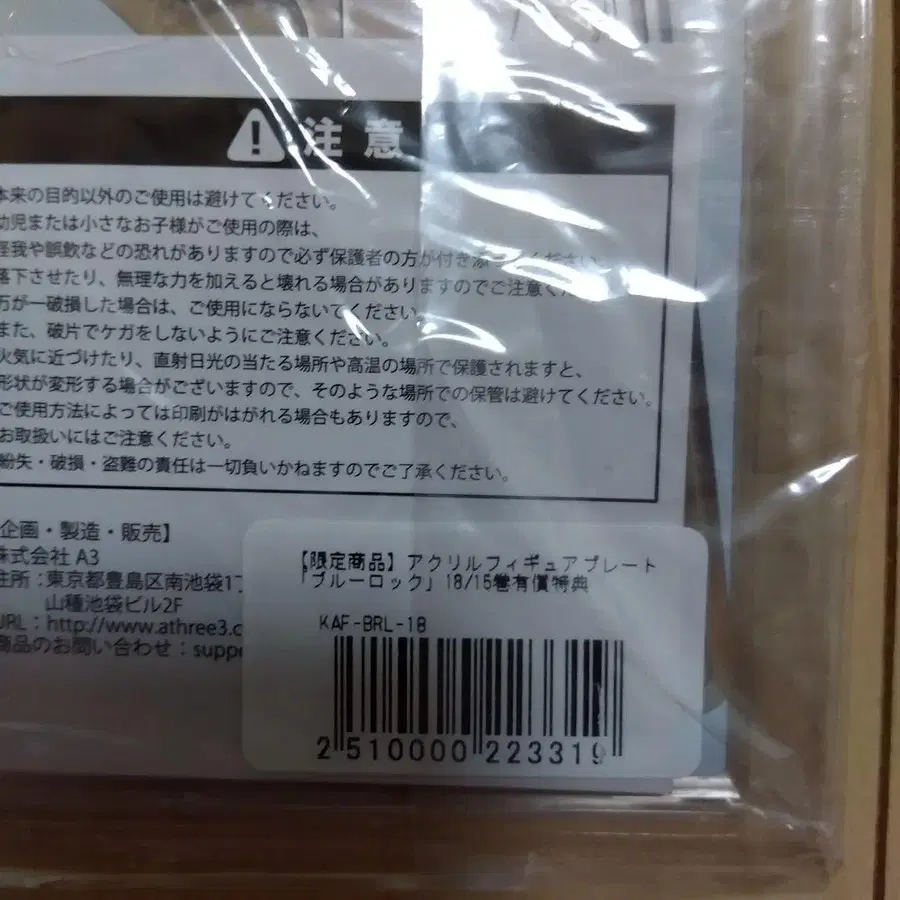 注意
本来の目的以外のご使用は避けてください。
幼児または小さなお子様がご使用の際は、
怪我や誤飲などの恐れがありますので必ず保護者の方が付き添ってください。
落下させたり、無理な力を加えると壊れる場合がありますのでご注意ください。
万が一破損した場合は、ご使用にならないでください。
また、破片でケガをしないようにご注意ください。
火気に近づけたり、直射日光の当たる場所や高温の場所で保護されますと、
形状が変形する場合がございますので、そのような場所での保管は避けてください。
ご使用方法によっては印刷がはがれる場合もありますので、
お取扱いにはご注意ください。
紛失・破損・盗難の責任は一切負いかねますのでご了承ください。
企画・製造・販売】
株式会社 A3
住所：東京都豊島区南池袋1丁
山種池袋ビル2F
URL：http://www.athree3.c
商品のお問い合わせ：suppo
【限定商品】アクリルフィギュアプレート
「ブルーロック」18/15巻有償特典
KAF-BRL-18
2510000223319